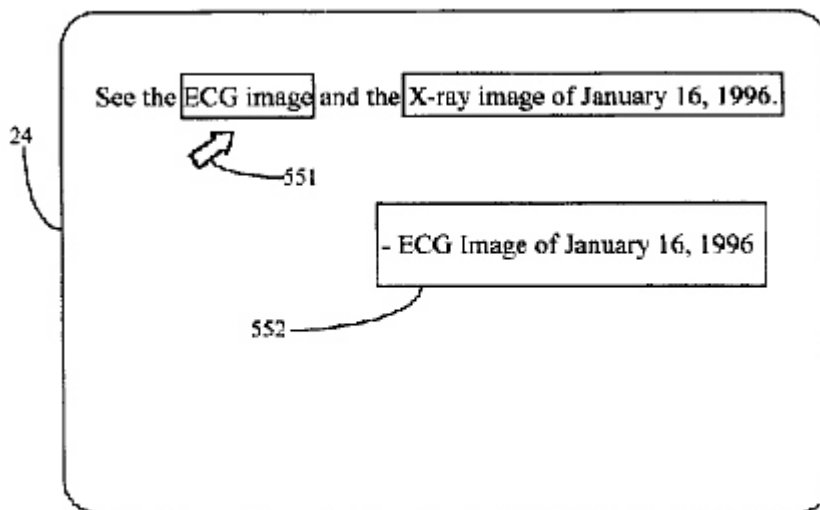 See the ECG image and the X-ray image of January 16, 1996.
24
551
- ECG Image of January 16, 1996
552